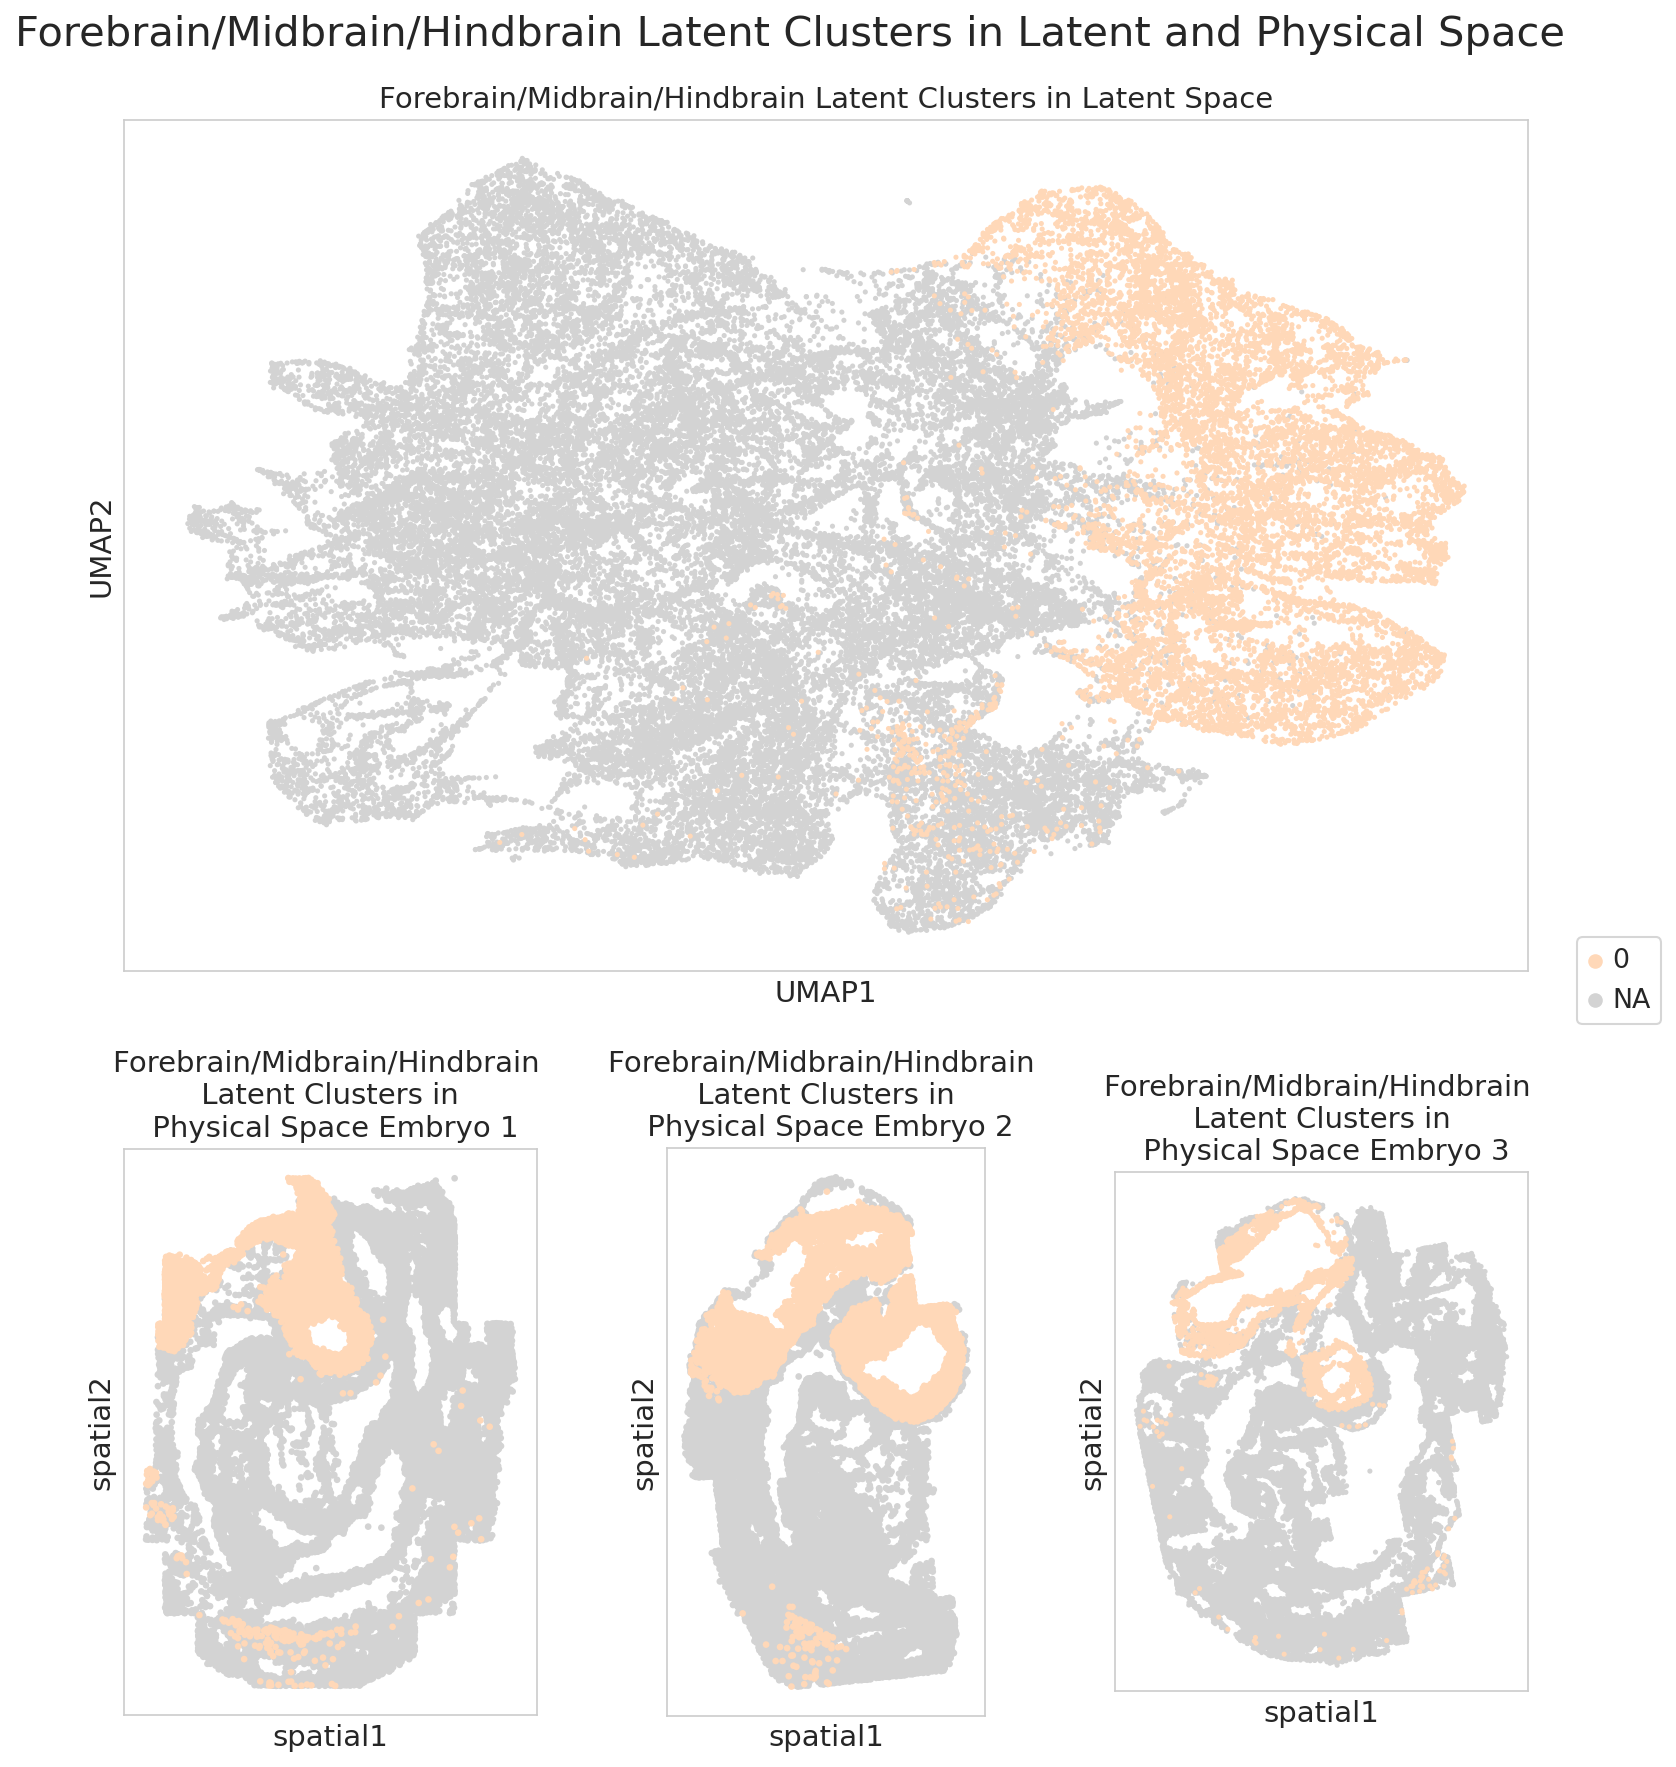 Forebrain/Midbrain/Hindbrain Latent Clusters in Latent and Physical Space
Forebrain/Midbrain/Hindbrain Latent Clusters in Latent Space
UMAP2
UMAP1
0
NA
Forebrain/Midbrain/Hindbrain
Latent Clusters in
Physical Space Embryo 1
spatial2
spatial1
Forebrain/Midbrain/Hindbrain
Latent Clusters in
Physical Space Embryo 2
spatial2
spatial1
Forebrain/Midbrain/Hindbrain
Latent Clusters in
Physical Space Embryo 3
spatial2
spatial1